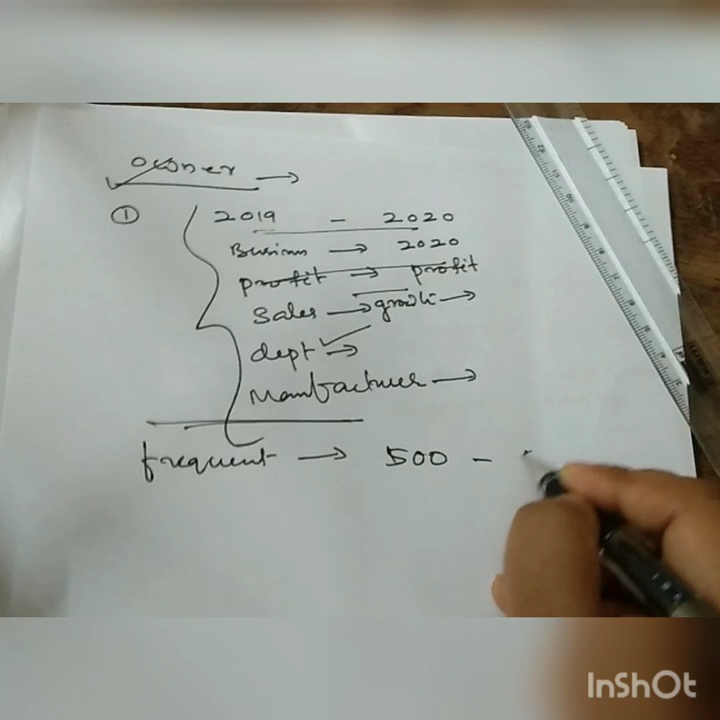 owner →
① 2019 - 2020
Business → 2020
profit → profit
Sales → growth →
dept →
Manufacturer →
frequent → 500 -
InShOt